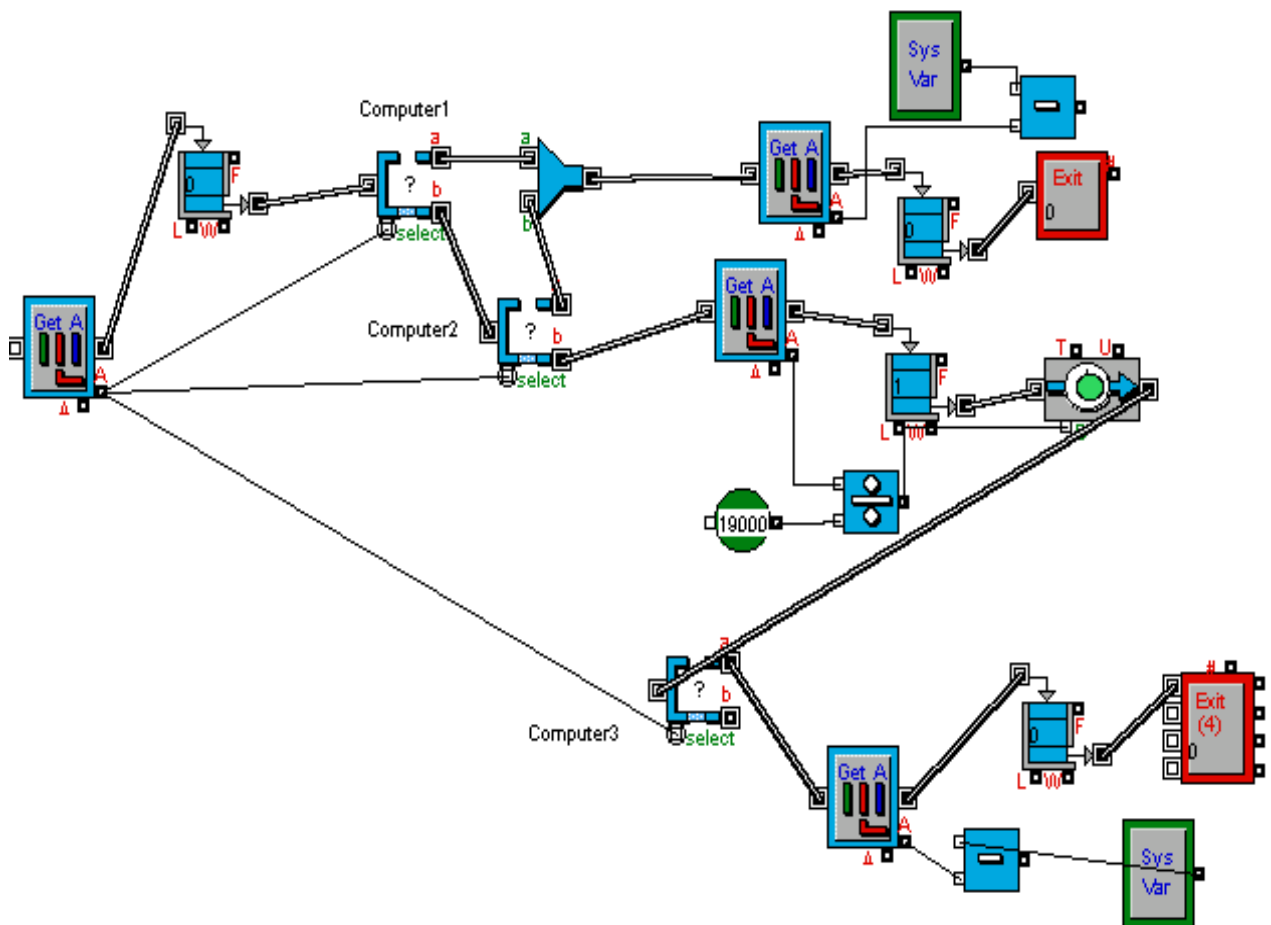 Sys
Var
Computer1
a
a
Get A
0
F
?
b
#
Exit
0
L W
select
b
A
Δ
0
F
L W
Get A
Computer2
?
b
Get A
A
Δ
select
A
Δ
T U
1
F
L W
19000
a
?
b
#
Computer3
select
Exit
(4)
0
0
F
L W
Get A
A
Δ
Sys
Var